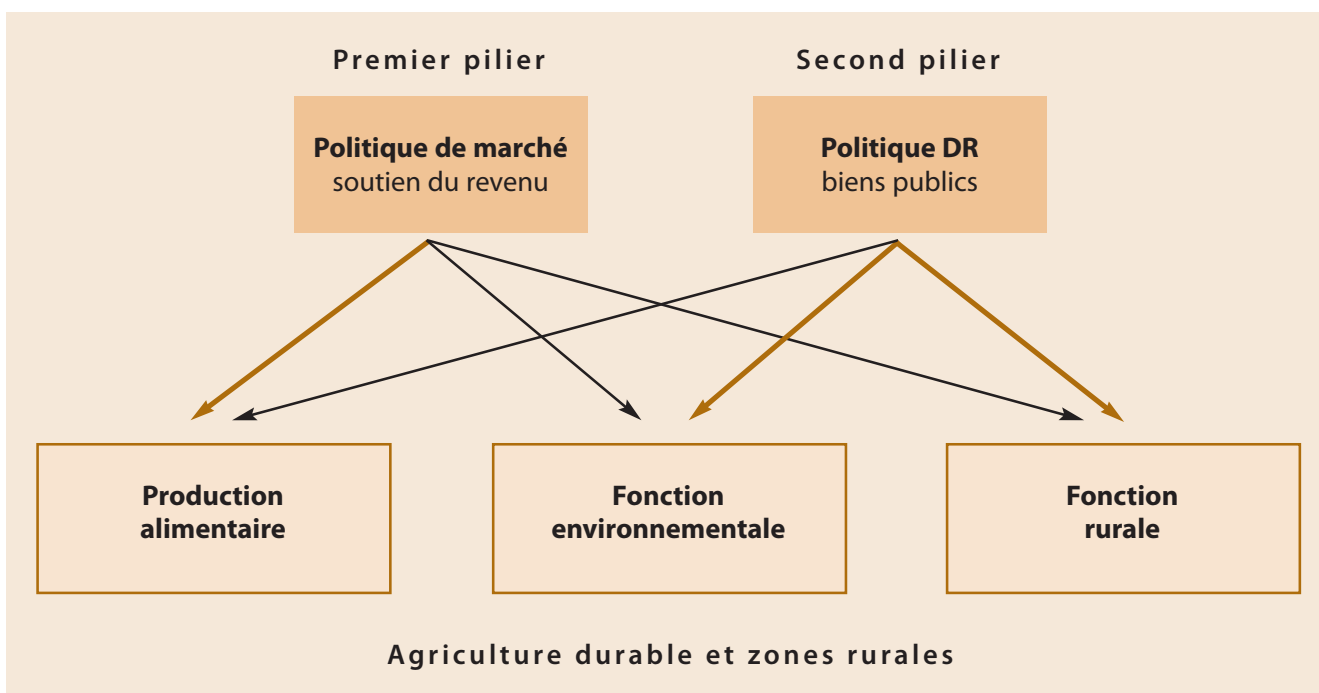 Premier pilier
Second pilier
Politique de marché
soutien du revenu
Politique DR
biens publics
Production
alimentaire
Fonction
environnementale
Fonction
rurale
Agriculture durable et zones rurales